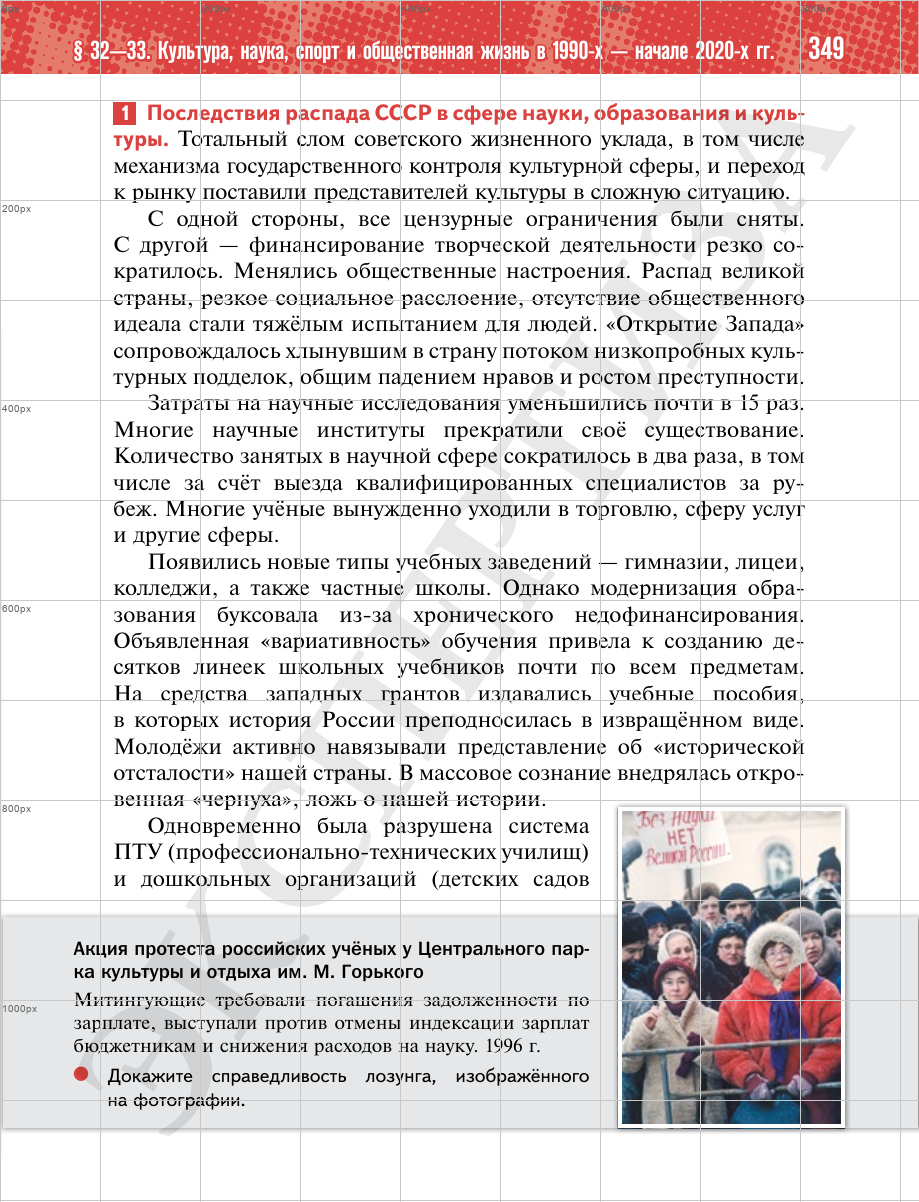 § 32—33. Культура, наука, спорт и общественная жизнь в 1990-х — начале 2020-х гг. 349
1 Последствия распада СССР в сфере науки, образования и куль-
туры. Тотальный слом советского жизненного уклада, в том числе
механизма государственного контроля культурной сферы, и переход
к рынку поставили представителей культуры в сложную ситуацию.
С одной стороны, все цензурные ограничения были сняты.
С другой — финансирование творческой деятельности резко со-
кратилось. Менялись общественные настроения. Распад великой
страны, резкое социальное расслоение, отсутствие общественного
идеала стали тяжёлым испытанием для людей. «Открытие Запада»
сопровождалось хлынувшим в страну потоком низкопробных куль-
турных подделок, общим падением нравов и ростом преступности.
Затраты на научные исследования уменьшились почти в 15 раз.
Многие научные институты прекратили своё существование.
Количество занятых в научной сфере сократилось в два раза, в том
числе за счёт выезда квалифицированных специалистов за ру-
беж. Многие учёные вынужденно уходили в торговлю, сферу услуг
и другие сферы.
Появились новые типы учебных заведений — гимназии, лицеи,
колледжи, а также частные школы. Однако модернизация обра-
зования буксовала из-за хронического недофинансирования.
Объявленная «вариативность» обучения привела к созданию де-
сятков линеек школьных учебников почти по всем предметам.
На средства западных грантов издавались учебные пособия,
в которых история России преподносилась в извращённом виде.
Молодёжи активно навязывали представление об «исторической
отсталости» нашей страны. В массовое сознание внедрялась откро-
венная «чернуха», ложь о нашей истории.
Одновременно была разрушена система
ПТУ (профессионально-технических училищ)
и дошкольных организаций (детских садов
Без науки
НЕТ
Великой России.
Акция протеста российских учёных у Центрального пар-
ка культуры и отдыха им. М. Горького
Митингующие требовали погашения задолженности по
зарплате, выступали против отмены индексации зарплат
бюджетникам и снижения расходов на науку. 1996 г.
Докажите справедливость лозунга, изображённого
на фотографии.
ЭКСПЕРТИЗА
200px
400px
600px
800px
1000px